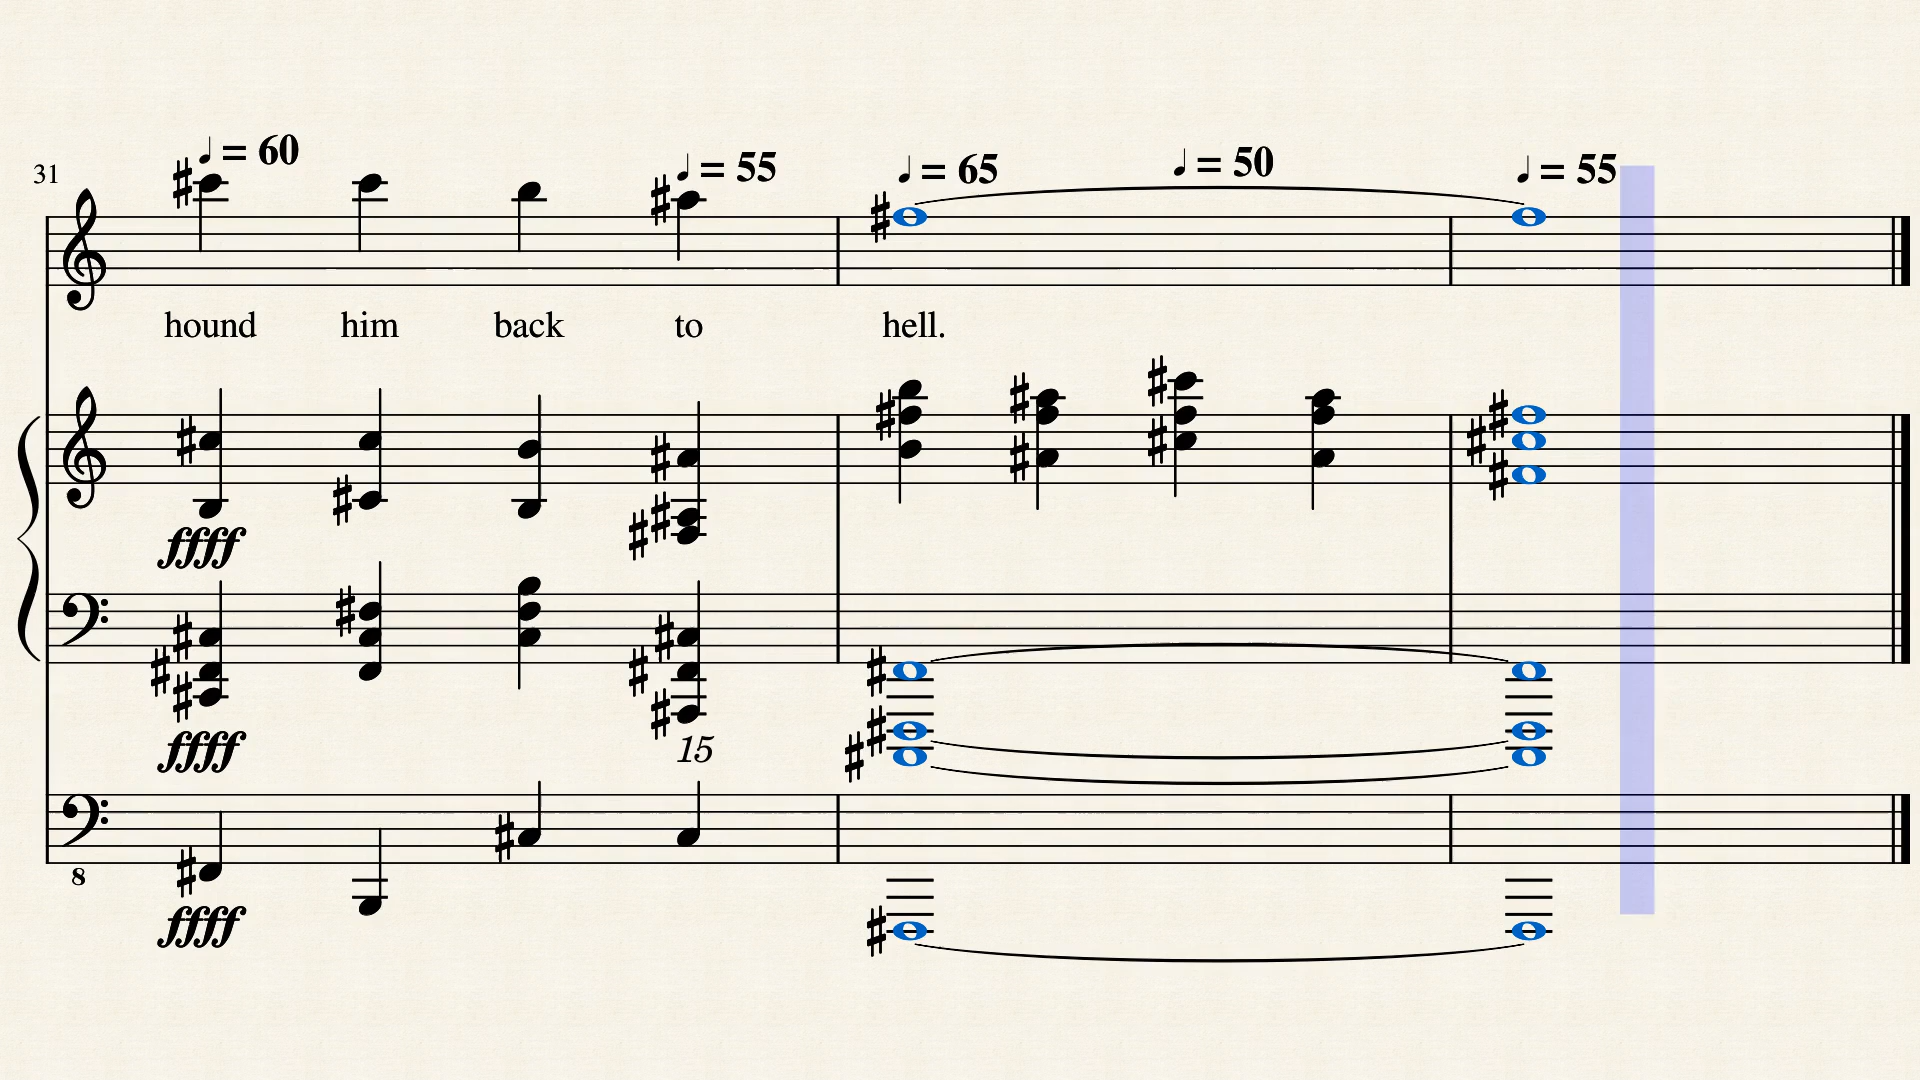 ♩ = 60
31
♩ = 55
♩ = 65
♩ = 50
♩ = 55
hound him back to hell.
ffff
ffff
15
8
ffff